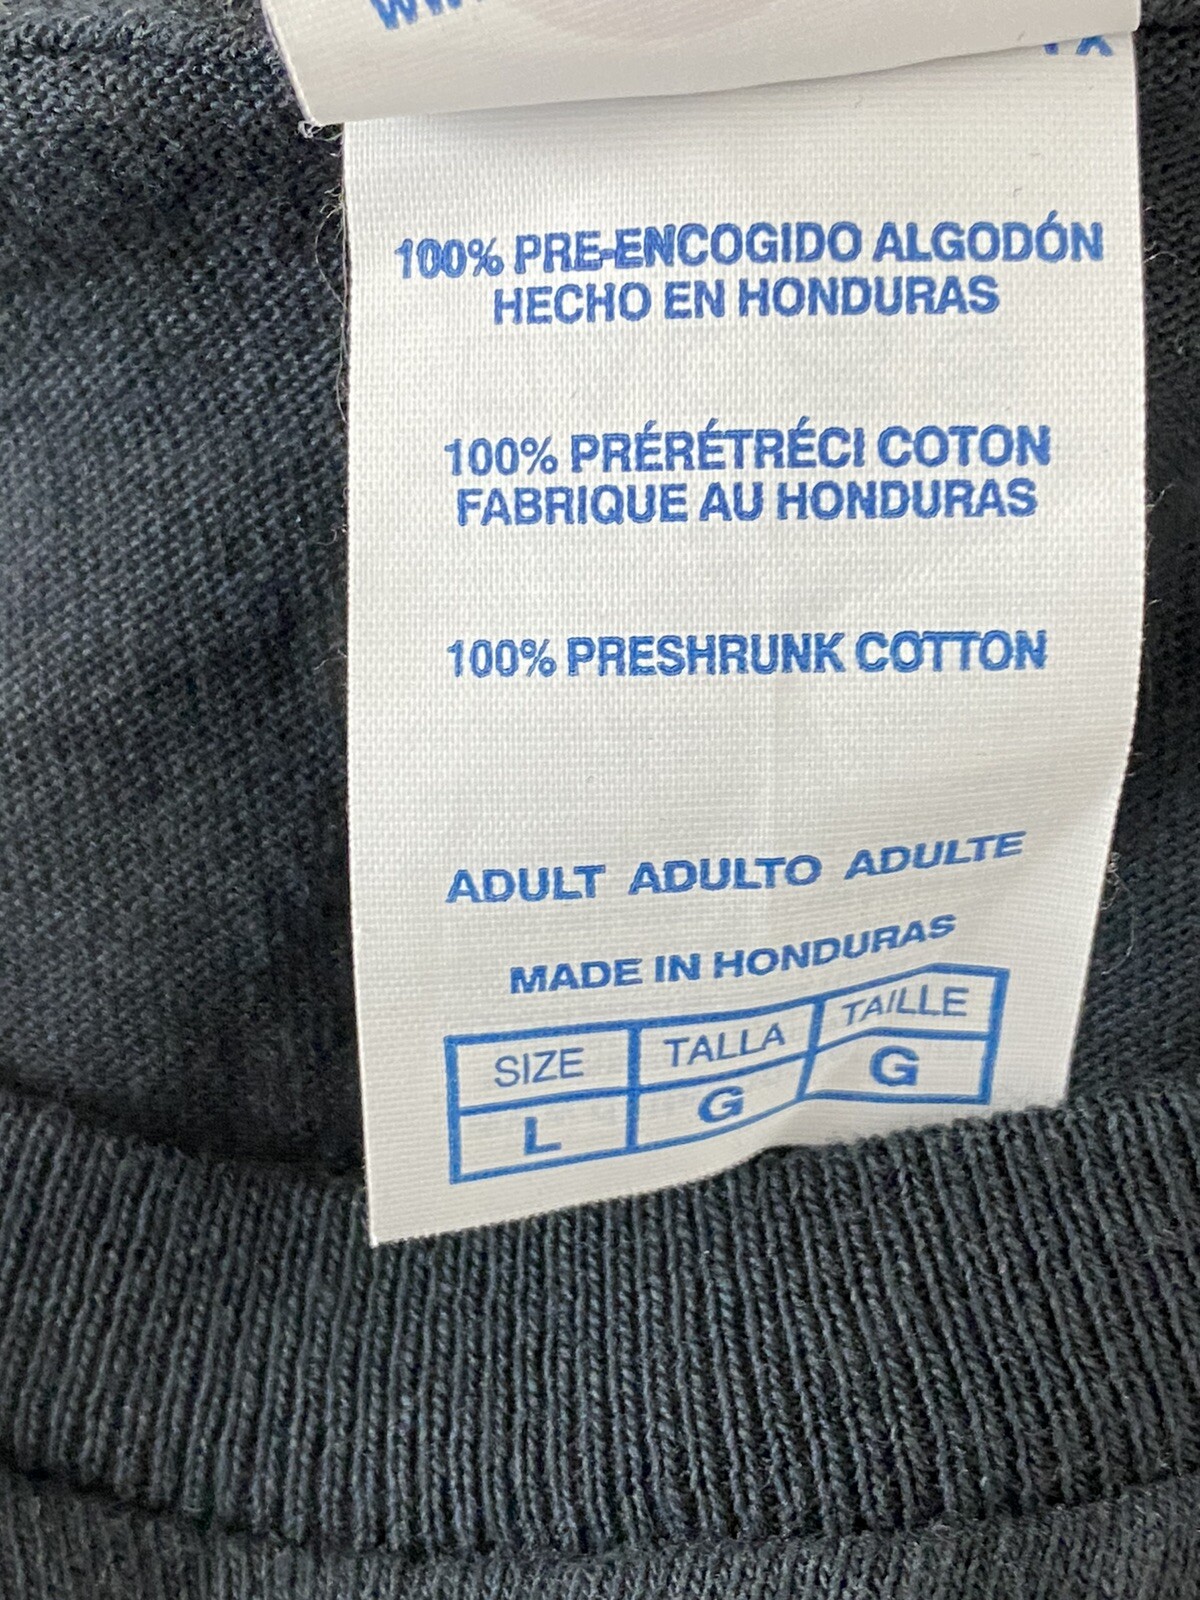 100% PRE-ENCOGIDO ALGODÓN
HECHO EN HONDURAS
100% PRÉRÉTRÉCI COTON
FABRIQUE AU HONDURAS
100% PRESHRUNK COTTON
ADULT ADULTO ADULTE
MADE IN HONDURAS
SIZE TALLA TAILLE
L G G